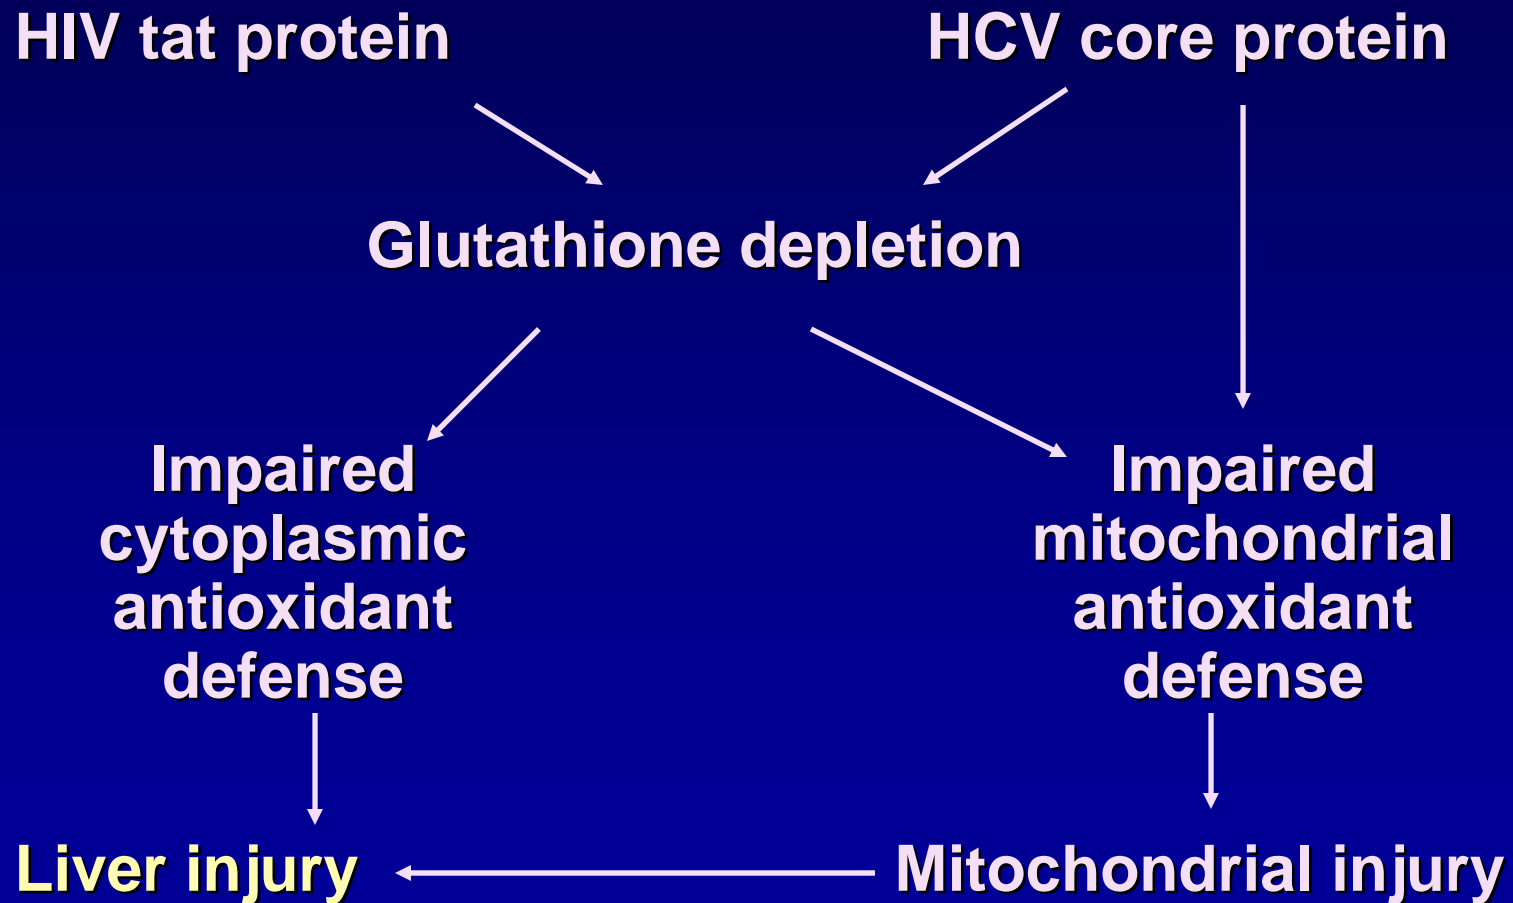 HIV tat protein
HCV core protein
Glutathione depletion
Impaired
cytoplasmic
antioxidant
defense
Impaired
mitochondrial
antioxidant
defense
Liver injury
Mitochondrial injury